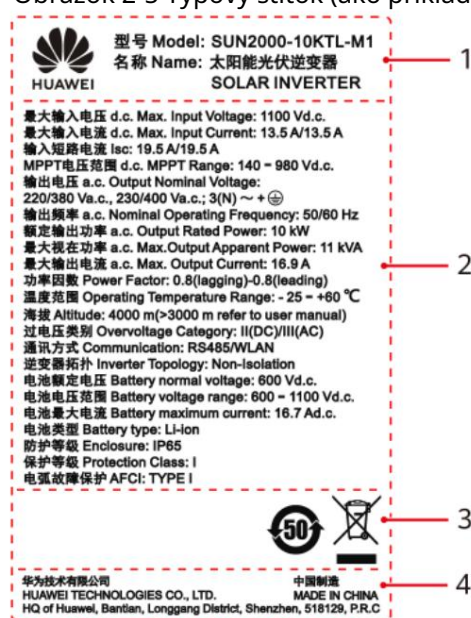 Obrázok 2-3 Typový štítok (ako príklad
HUAWEI
型号 Model: SUN2000-10KTL-M1
名称 Name: 太阳能光伏逆变器
SOLAR INVERTER
1
最大输入电压 d.c. Max. Input Voltage: 1100 Vd.c.
最大输入电流 d.c. Max. Input Current: 13.5 A/13.5 A
输入短路电流 Isc: 19.5 A/19.5 A
MPPT电压范围 d.c. MPPT Range: 140 - 980 Vd.c.
输出电压 a.c. Output Nominal Voltage:
220/380 Va.c., 230/400 Va.c.; 3(N) ~ + ⏚
输出频率 a.c. Nominal Operating Frequency: 50/60 Hz
额定输出功率 a.c. Output Rated Power: 10 kW
最大视在功率 a.c. Max.Output Apparent Power: 11 kVA
最大输出电流 a.c. Max. Output Current: 16.9 A
功率因数 Power Factor: 0.8(lagging)-0.8(leading)
温度范围 Operating Temperature Range: - 25 ~ +60 ℃
海拔 Altitude: 4000 m(>3000 m refer to user manual)
过电压类别 Overvoltage Category: II(DC)/III(AC)
通讯方式 Communication: RS485/WLAN
逆变器拓扑 Inverter Topology: Non-isolation
电池额定电压 Battery normal voltage: 600 Vd.c.
电池电压范围 Battery voltage range: 600 - 1100 Vd.c.
电池最大电流 Battery maximum current: 16.7 Ad.c.
电池类型 Battery type: Li-ion
防护等级 Enclosure: IP65
保护等级 Protection Class: I
电弧故障保护 AFCI: TYPE I
2
50
3
华为技术有限公司 中国制造
HUAWEI TECHNOLOGIES CO., LTD. MADE IN CHINA
HQ of Huawei, Bantian, Longgang District, Shenzhen, 518129, P.R.C
4